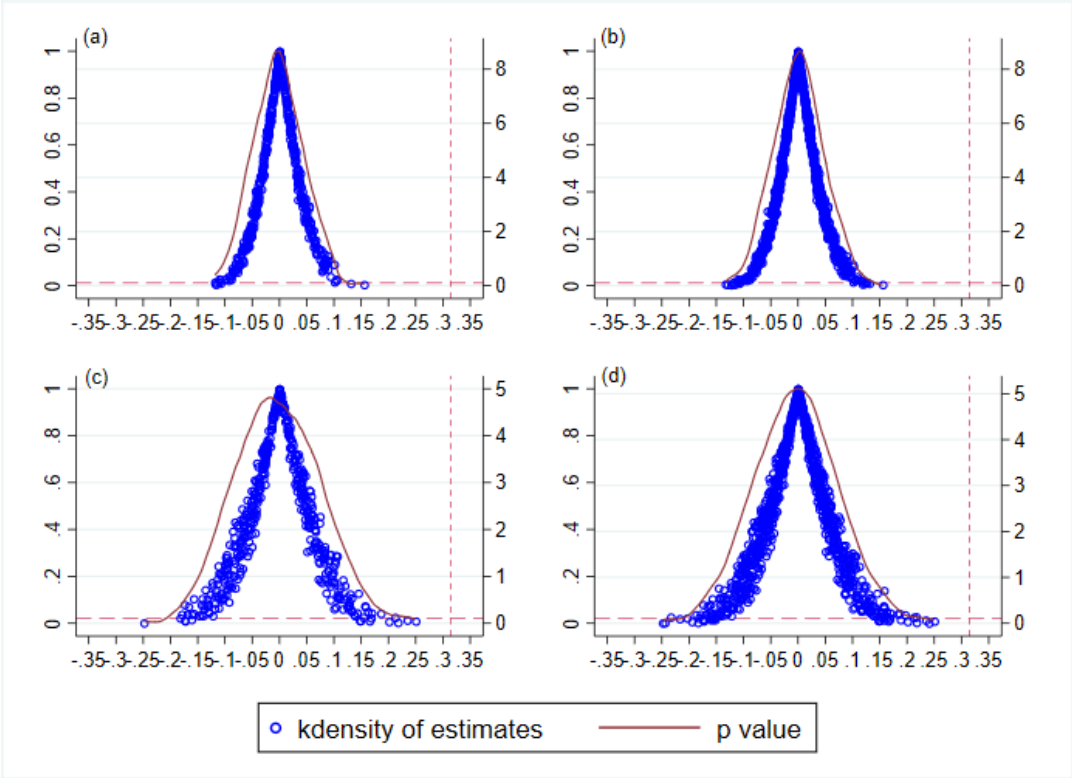 (a) (b)
1 0.8 0.6 0.4 0.2 0
8 6 4 2 0
1 0.8 0.6 0.4 0.2 0
8 6 4 2 0
-.35-.3-.25-.2-.15-.1-.05 0 .05 .1 .15 .2 .25 .3 .35
-.35-.3-.25-.2-.15-.1-.05 0 .05 .1 .15 .2 .25 .3 .35
(c) (d)
1 .8 .6 .4 .2 0
5 4 3 2 1 0
1 .8 .6 .4 .2 0
5 4 3 2 1 0
-.35-.3-.25-.2-.15-.1-.05 0 .05 .1 .15 .2 .25 .3 .35
-.35-.3-.25-.2-.15-.1-.05 0 .05 .1 .15 .2 .25 .3 .35
kdensity of estimates p value